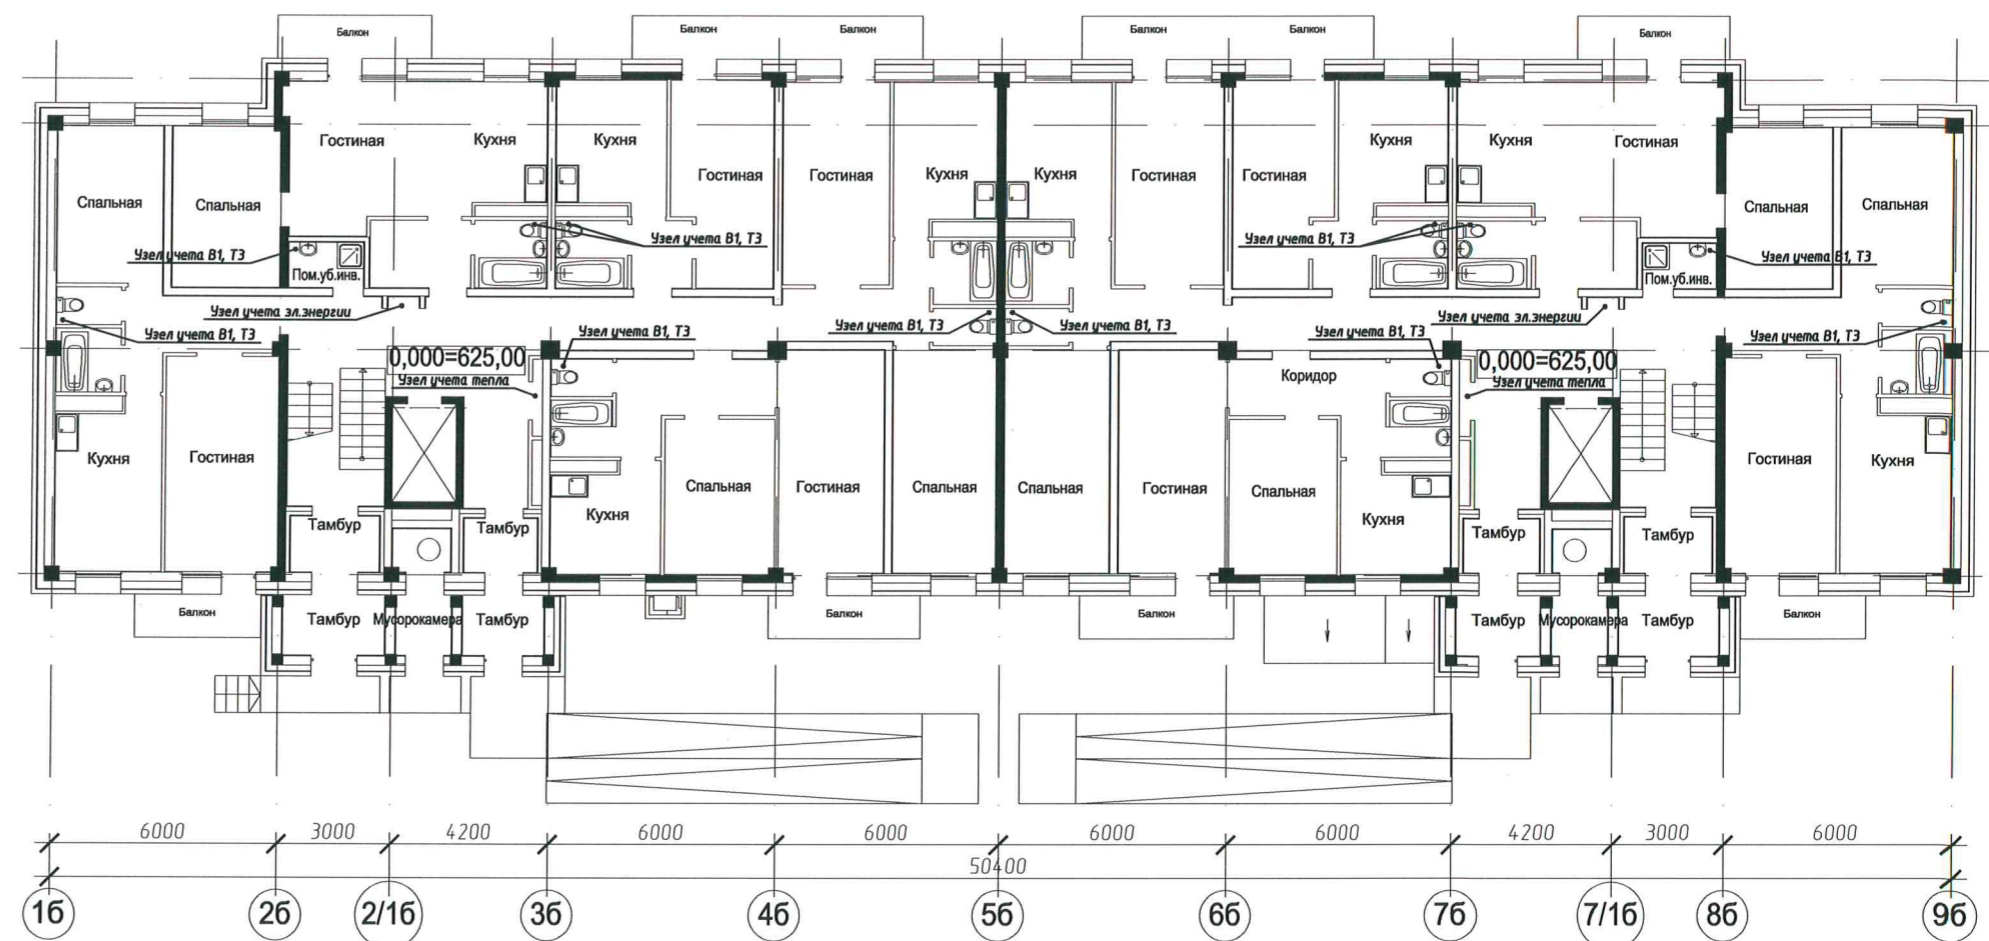 Балкон
Балкон
Балкон
Балкон
Балкон
Балкон
Гостиная
Кухня
Кухня
Кухня
Кухня
Гостиная
Гостиная
Гостиная
Кухня
Кухня
Гостиная
Гостиная
Спальная
Спальная
Спальная
Спальная
Узел учета В1, Т3
Узел учета В1, Т3
Узел учета В1, Т3
Узел учета В1, Т3
Пом.уб.инв.
Пом.уб.инв.
Узел учета эл.энергии
Узел учета эл.энергии
Узел учета В1, Т3
Узел учета В1, Т3
Узел учета В1, Т3
Узел учета В1, Т3
Узел учета В1, Т3
Узел учета В1, Т3
0,000=625,00
0,000=625,00
Узел учета тепла
Коридор
Узел учета тепла
Кухня
Гостиная
Гостиная
Кухня
Спальная
Гостиная
Спальная
Спальная
Гостиная
Спальная
Кухня
Кухня
Тамбур
Тамбур
Тамбур
Тамбур
Балкон
Балкон
Балкон
Балкон
Тамбур
Мусорокамера
Тамбур
Тамбур
Мусорокамера
Тамбур
6000
3000
4200
6000
6000
6000
6000
4200
3000
6000
50400
1б
2б
2/1б
3б
4б
5б
6б
7б
7/1б
8б
9б